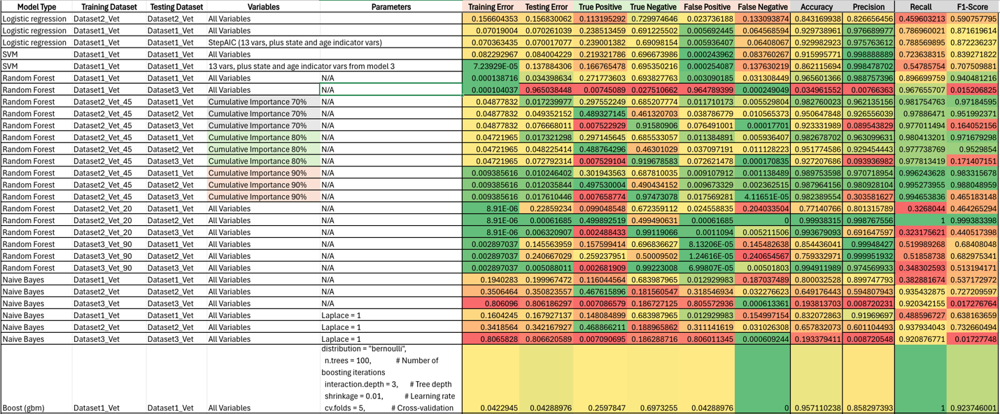 Model Type Training Dataset Testing Dataset Variables Parameters Training Error Testing Error True Positive True Negative False Positive False Negative Accuracy Precision Recall F1-Score
Logistic regression Dataset2_Vet Dataset2_Vet All Variables 0.156604353 0.156830062 0.113195292 0.729974646 0.023736188 0.133093874 0.843169938 0.826656456 0.459603213 0.590757795
Logistic regression Dataset1_Vet Dataset1_Vet All Variables 0.07019004 0.070261039 0.238513459 0.691225502 0.005692445 0.064568594 0.929738961 0.976689977 0.786960021 0.871619614
Logistic regression Dataset1_Vet Dataset1_Vet StepAIC (13 vars, plus state and age indicator vars) 0.070363435 0.070017077 0.239001382 0.69098154 0.005936407 0.06408067 0.929982923 0.975763612 0.788569895 0.872236237
SVM Dataset1_Vet Dataset1_Vet All Variables 0.082292967 0.084004229 0.219321786 0.696673986 0.000243962 0.083760267 0.915995771 0.998888889 0.723638315 0.839271822
SVM Dataset1_Vet Dataset1_Vet 13 vars, plus state and age indicator vars from model 3 7.23929E-05 0.137884306 0.166765478 0.695350216 0.000254087 0.137630219 0.862115694 0.998478702 0.54785754 0.707509881
Random Forest Dataset1_Vet Dataset1_Vet All Variables N/A 0.000138716 0.034398634 0.271773603 0.693827763 0.003090185 0.031308449 0.965601366 0.988757396 0.896699759 0.940481216
Random Forest Dataset1_Vet Dataset3_Vet All Variables N/A 0.000104037 0.965038448 0.00745089 0.027510662 0.964789399 0.000249049 0.034961552 0.00766363 0.967655707 0.015206825
Random Forest Dataset2_Vet_45 Dataset1_Vet Cumulative Importance 70% N/A 0.04877832 0.017239977 0.297552249 0.685207774 0.011710173 0.005529804 0.982760023 0.962135156 0.981754763 0.97184595
Random Forest Dataset2_Vet_45 Dataset2_Vet Cumulative Importance 70% N/A 0.04877832 0.049352152 0.489327145 0.461320703 0.038786779 0.010565373 0.950647848 0.926556039 0.97886471 0.951992371
Random Forest Dataset2_Vet_45 Dataset3_Vet Cumulative Importance 70% N/A 0.04877832 0.076668011 0.007522929 0.91580906 0.076491001 0.00017701 0.923331989 0.089543829 0.977011494 0.164052156
Random Forest Dataset2_Vet_45 Dataset1_Vet Cumulative Importance 80% N/A 0.04721965 0.017321298 0.297145645 0.685533057 0.011384891 0.005936407 0.982678702 0.963099631 0.980413201 0.971679298
Random Forest Dataset2_Vet_45 Dataset2_Vet Cumulative Importance 80% N/A 0.04721965 0.048225414 0.488764296 0.46301029 0.037097191 0.011128223 0.951774586 0.929454443 0.977738769 0.9529854
Random Forest Dataset2_Vet_45 Dataset3_Vet Cumulative Importance 80% N/A 0.04721965 0.072792314 0.007529104 0.919678583 0.072621478 0.000170835 0.927207686 0.093936982 0.977813419 0.171407151
Random Forest Dataset2_Vet_45 Dataset1_Vet Cumulative Importance 90% N/A 0.009385616 0.010246402 0.301943563 0.687810035 0.009107912 0.001138489 0.989753598 0.970718954 0.996243628 0.983315678
Random Forest Dataset2_Vet_45 Dataset2_Vet Cumulative Importance 90% N/A 0.009385616 0.012035844 0.497530004 0.490434152 0.009673329 0.002362515 0.987964156 0.980928104 0.995273955 0.988048959
Random Forest Dataset2_Vet_45 Dataset3_Vet Cumulative Importance 90% N/A 0.009385616 0.017610446 0.007658774 0.97473078 0.017569281 4.11651E-05 0.982389554 0.303581627 0.994653836 0.465183148
Random Forest Dataset2_Vet_20 Dataset1_Vet All Variables N/A 8.91E-06 0.22859234 0.099048548 0.672359112 0.024558835 0.204033504 0.77140766 0.801315789 0.3268044 0.464265294
Random Forest Dataset2_Vet_20 Dataset2_Vet All Variables N/A 8.91E-06 0.00061685 0.499892519 0.499490631 0.00061685 0 0.99938315 0.998767556 1 0.999383398
Random Forest Dataset2_Vet_20 Dataset3_Vet All Variables N/A 8.91E-06 0.006320907 0.002488433 0.99119066 0.0011094 0.005211506 0.993679093 0.691647597 0.323175621 0.440517398
Random Forest Dataset3_Vet_90 Dataset1_Vet All Variables N/A 0.002897037 0.145563959 0.157599414 0.696836627 8.13206E-05 0.145482638 0.854436041 0.99948427 0.519989268 0.68408048
Random Forest Dataset3_Vet_90 Dataset2_Vet All Variables N/A 0.002897037 0.240667029 0.259237951 0.50009502 1.24616E-05 0.240654567 0.759332971 0.999951932 0.51858738 0.682975341
Random Forest Dataset3_Vet_90 Dataset3_Vet All Variables N/A 0.002897037 0.005088011 0.002681909 0.99223008 6.99807E-05 0.00501803 0.994911989 0.974569933 0.348302593 0.513194171
Naive Bayes Dataset1_Vet Dataset1_Vet All Variables N/A 0.1940283 0.199967472 0.116044564 0.683987965 0.012929983 0.187037489 0.800032528 0.899747793 0.382881674 0.537172972
Naive Bayes Dataset2_Vet Dataset2_Vet All Variables N/A 0.3506464 0.350823557 0.467615896 0.181560547 0.318546934 0.032276623 0.649176443 0.594807943 0.935432875 0.727209597
Naive Bayes Dataset3_Vet Dataset3_Vet All Variables N/A 0.806096 0.806186297 0.007086579 0.186727125 0.805572936 0.000613361 0.193813703 0.008720231 0.920342155 0.017276764
Naive Bayes Dataset1_Vet Dataset1_Vet All Variables Laplace = 1 0.1604245 0.167927137 0.148084899 0.683987965 0.012929983 0.154997154 0.832072863 0.91969697 0.488596727 0.638163659
Naive Bayes Dataset2_Vet Dataset2_Vet All Variables Laplace = 1 0.3418564 0.342167927 0.468866211 0.188965862 0.311141619 0.031026308 0.657832073 0.601104493 0.937934043 0.732660494
Naive Bayes Dataset3_Vet Dataset3_Vet All Variables Laplace = 1 0.8065828 0.806620589 0.007090695 0.186288716 0.806011345 0.000609244 0.193379411 0.008720548 0.920876771 0.01727748
distribution = "bernoulli",
n.trees = 100, # Number of
boosting iterations
interaction.depth = 3, # Tree depth
shrinkage = 0.01, # Learning rate
Boost (gbm) Dataset1_Vet Dataset1_Vet All Variables cv.folds = 5, # Cross-validation 0.0422945 0.04288976 0.2597847 0.6973255 0.04288976 0 0.957110238 0.858297393 1 0.923746001